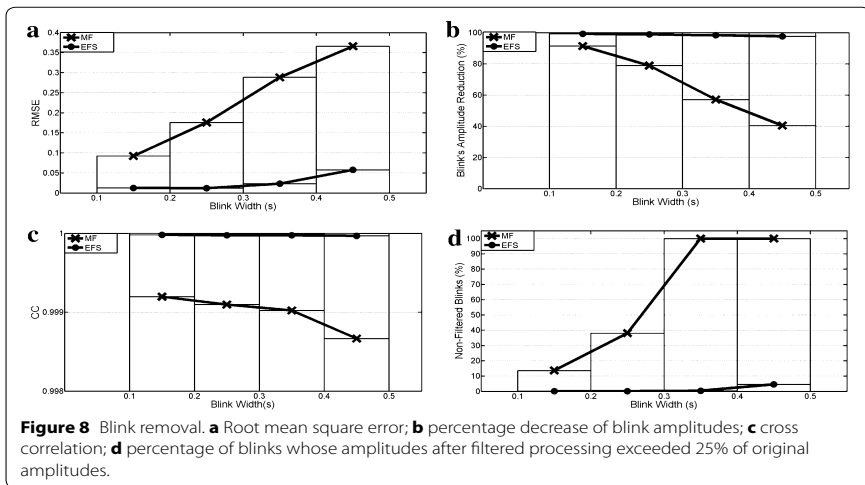 a
MF
EFS
0.4
0.35
0.3
0.25
0.2
0.15
0.1
0.05
0
RMSE
0.1 0.2 0.3 0.4 0.5
Blink Width (s)
b
MF
EFS
100
80
60
40
20
0
Blink's Amplitude Reduction (%)
0.1 0.2 0.3 0.4 0.5
Blink Width (s)
c
MF
EFS
1
0.999
0.998
CC
0.1 0.2 0.3 0.4 0.5
Blink Width(s)
d
MF
EFS
100
90
80
70
60
50
40
30
20
10
0
Non-Filtered Blinks (%)
0.1 0.2 0.3 0.4 0.5
Blink Width(s)
Figure 8 Blink removal. a Root mean square error; b percentage decrease of blink amplitudes; c cross
correlation; d percentage of blinks whose amplitudes after filtered processing exceeded 25% of original
amplitudes.